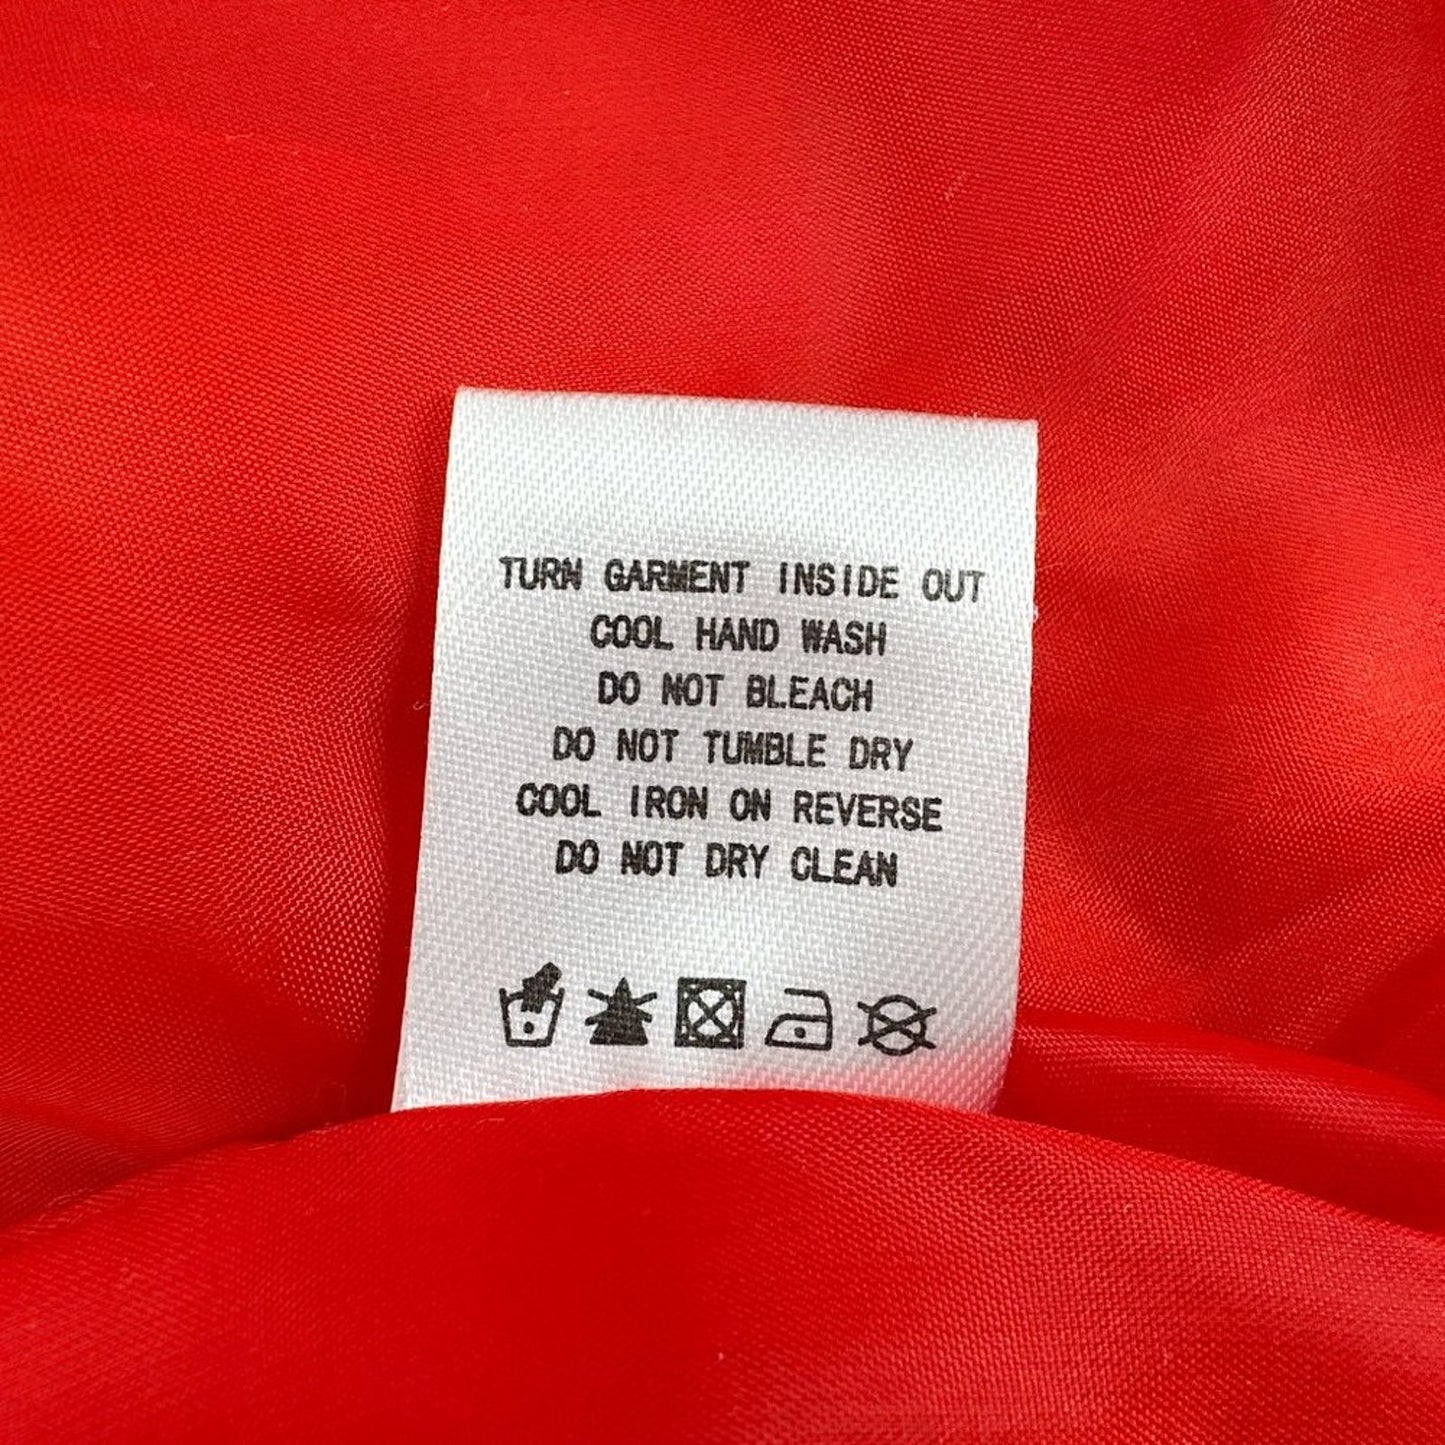 TURN GARMENT INSIDE OUT
COOL HAND WASH
DO NOT BLEACH
DO NOT TUMBLE DRY
COOL IRON ON REVERSE
DO NOT DRY CLEAN